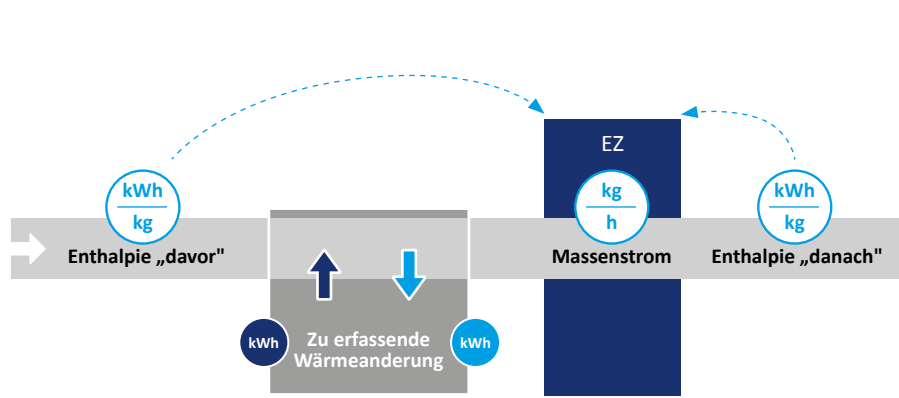 EZ
kWh
kg
kg
h
kWh
kg
Enthalpie „davor"
Massenstrom
Enthalpie „danach"
kWh
Zu erfassende
Wärmeanderung
kWh